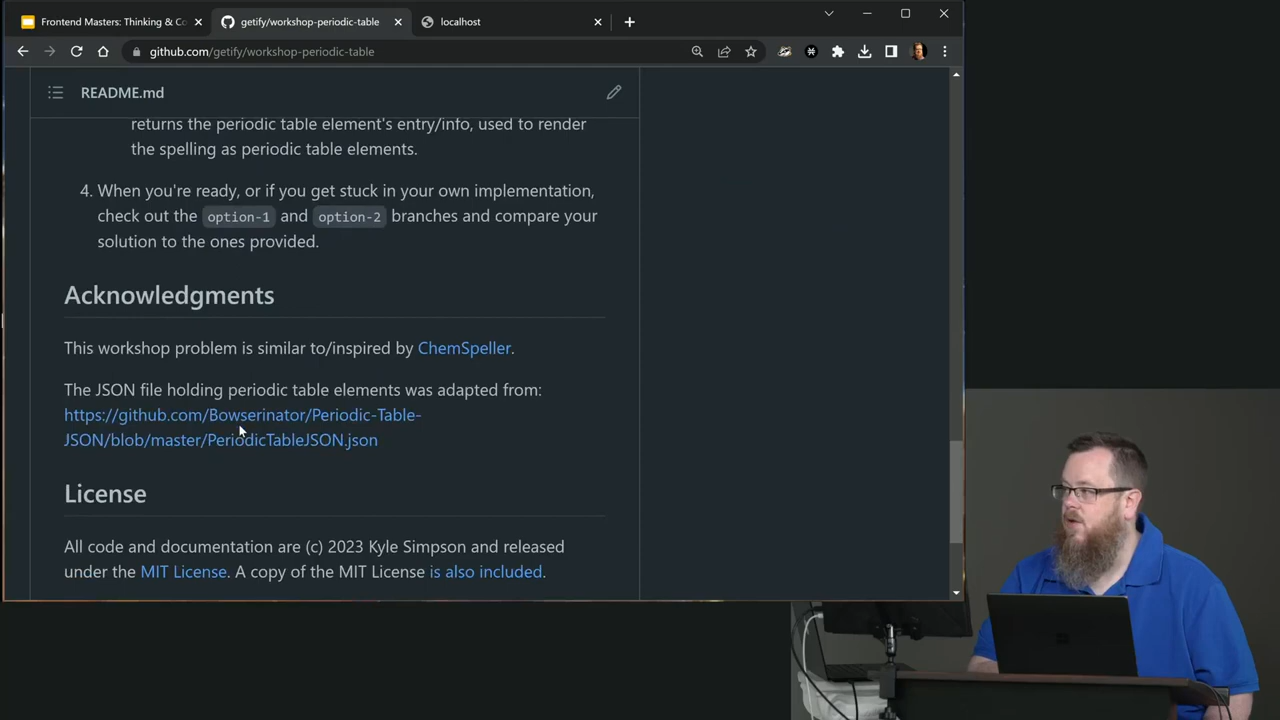 Frontend Masters: Thinking & Co
getify/workshop-periodic-table
localhost
github.com/getify/workshop-periodic-table
README.md
returns the periodic table element's entry/info, used to render
the spelling as periodic table elements.
4. When you're ready, or if you get stuck in your own implementation,
check out the option-1 and option-2 branches and compare your
solution to the ones provided.
Acknowledgments
This workshop problem is similar to/inspired by ChemSpeller.
The JSON file holding periodic table elements was adapted from:
https://github.com/Bowserinator/Periodic-Table-
JSON/blob/master/PeriodicTableJSON.json
License
All code and documentation are (c) 2023 Kyle Simpson and released
under the MIT License. A copy of the MIT License is also included.